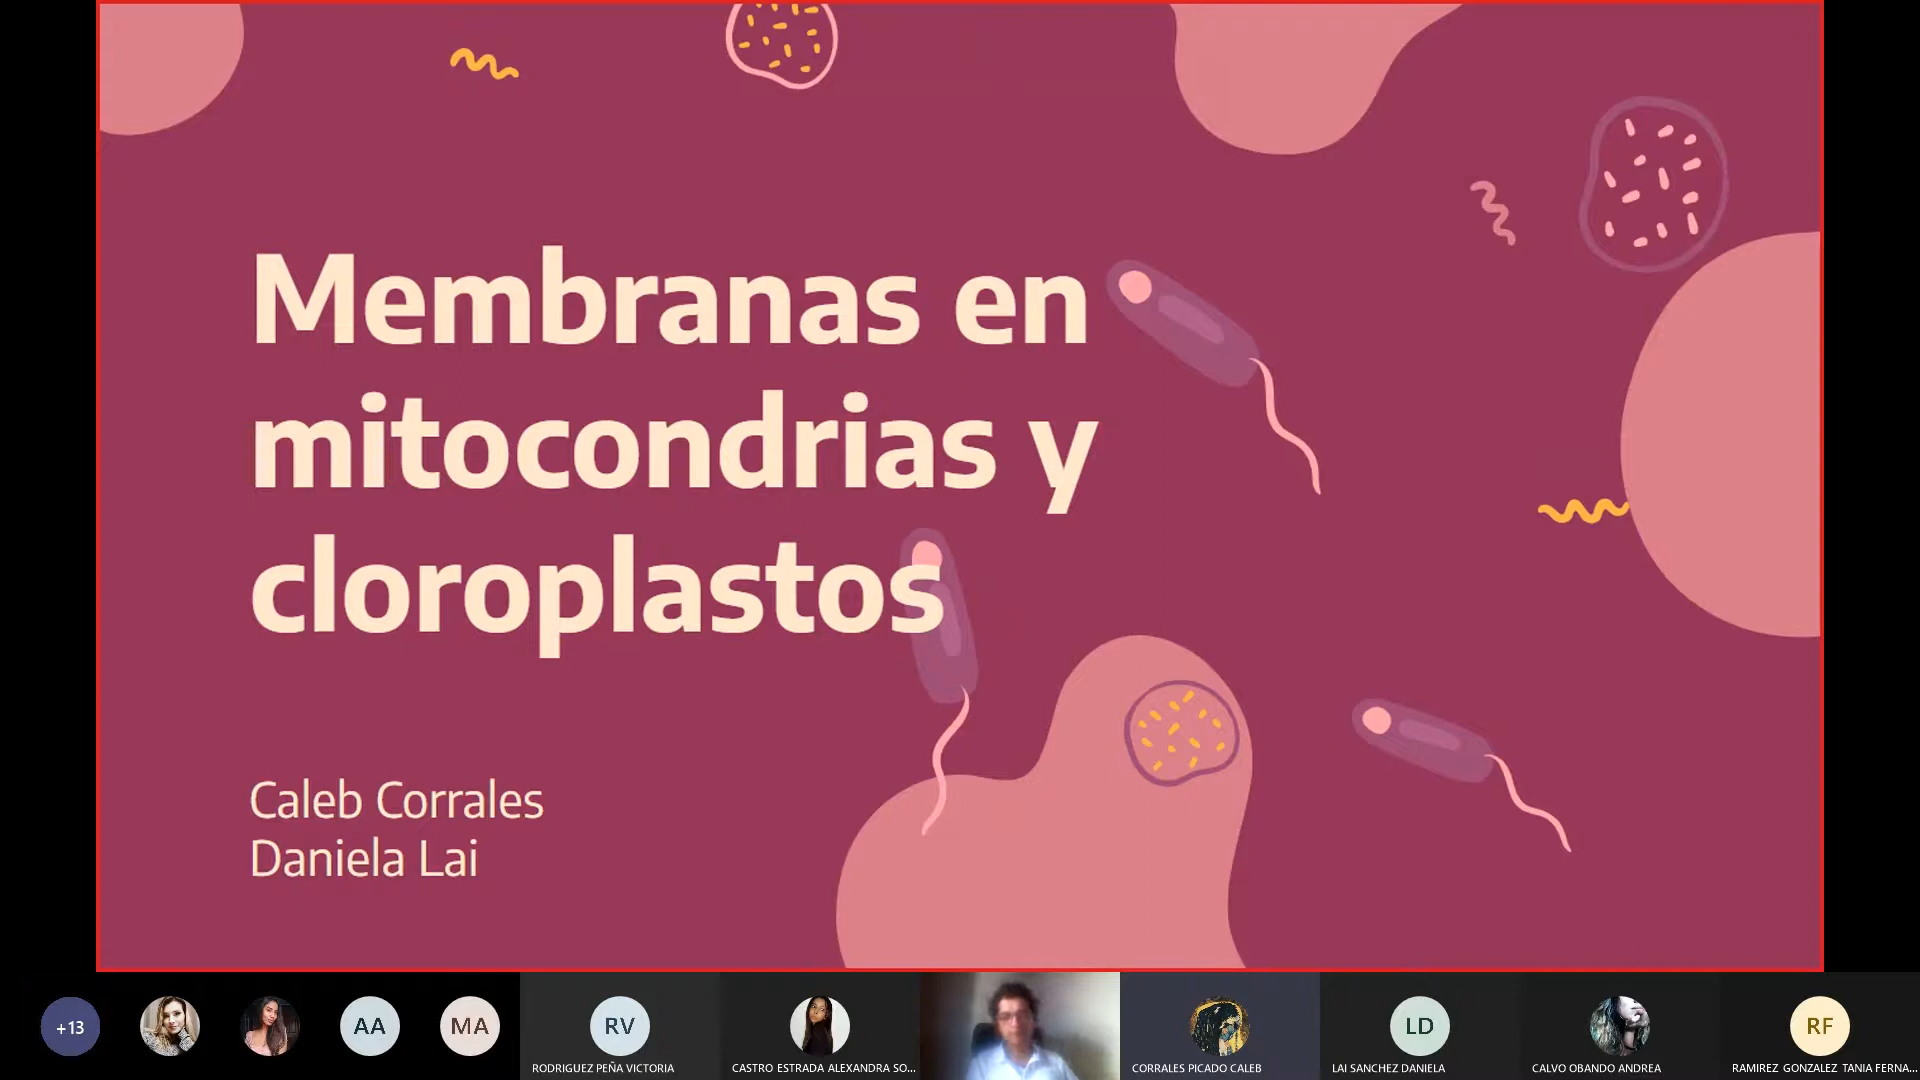 Membranas en
mitocondrias y
cloroplastos
Caleb Corrales
Daniela Lai
+13
AA
MA
RV
RODRIGUEZ PEÑA VICTORIA
CASTRO ESTRADA ALEXANDRA SO...
CORRALES PICADO CALEB
LD
LAI SANCHEZ DANIELA
CALVO OBANDO ANDREA
RF
RAMIREZ GONZALEZ TANIA FERNA...